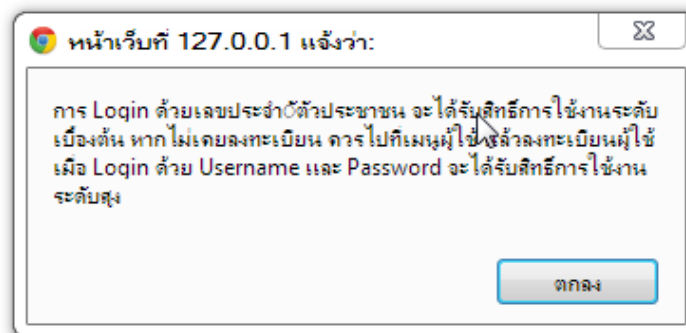 หน้าเว็บที่ 127.0.0.1 แจ้งว่า:
การ Login ด้วยเลขประจำัตัวประชาชน จะได้รับสิทธิ์การใช้งานระดับ
เบื้องต้น หากไม่เคยลงทะเบียน ควรไปที่เมนูผู้ใช้ แล้วลงทะเบียนผู้ใช้
เมื่อ Login ด้วย Username และ Password จะได้รับสิทธิ์การใช้งาน
ระดับสูง
ตกลง